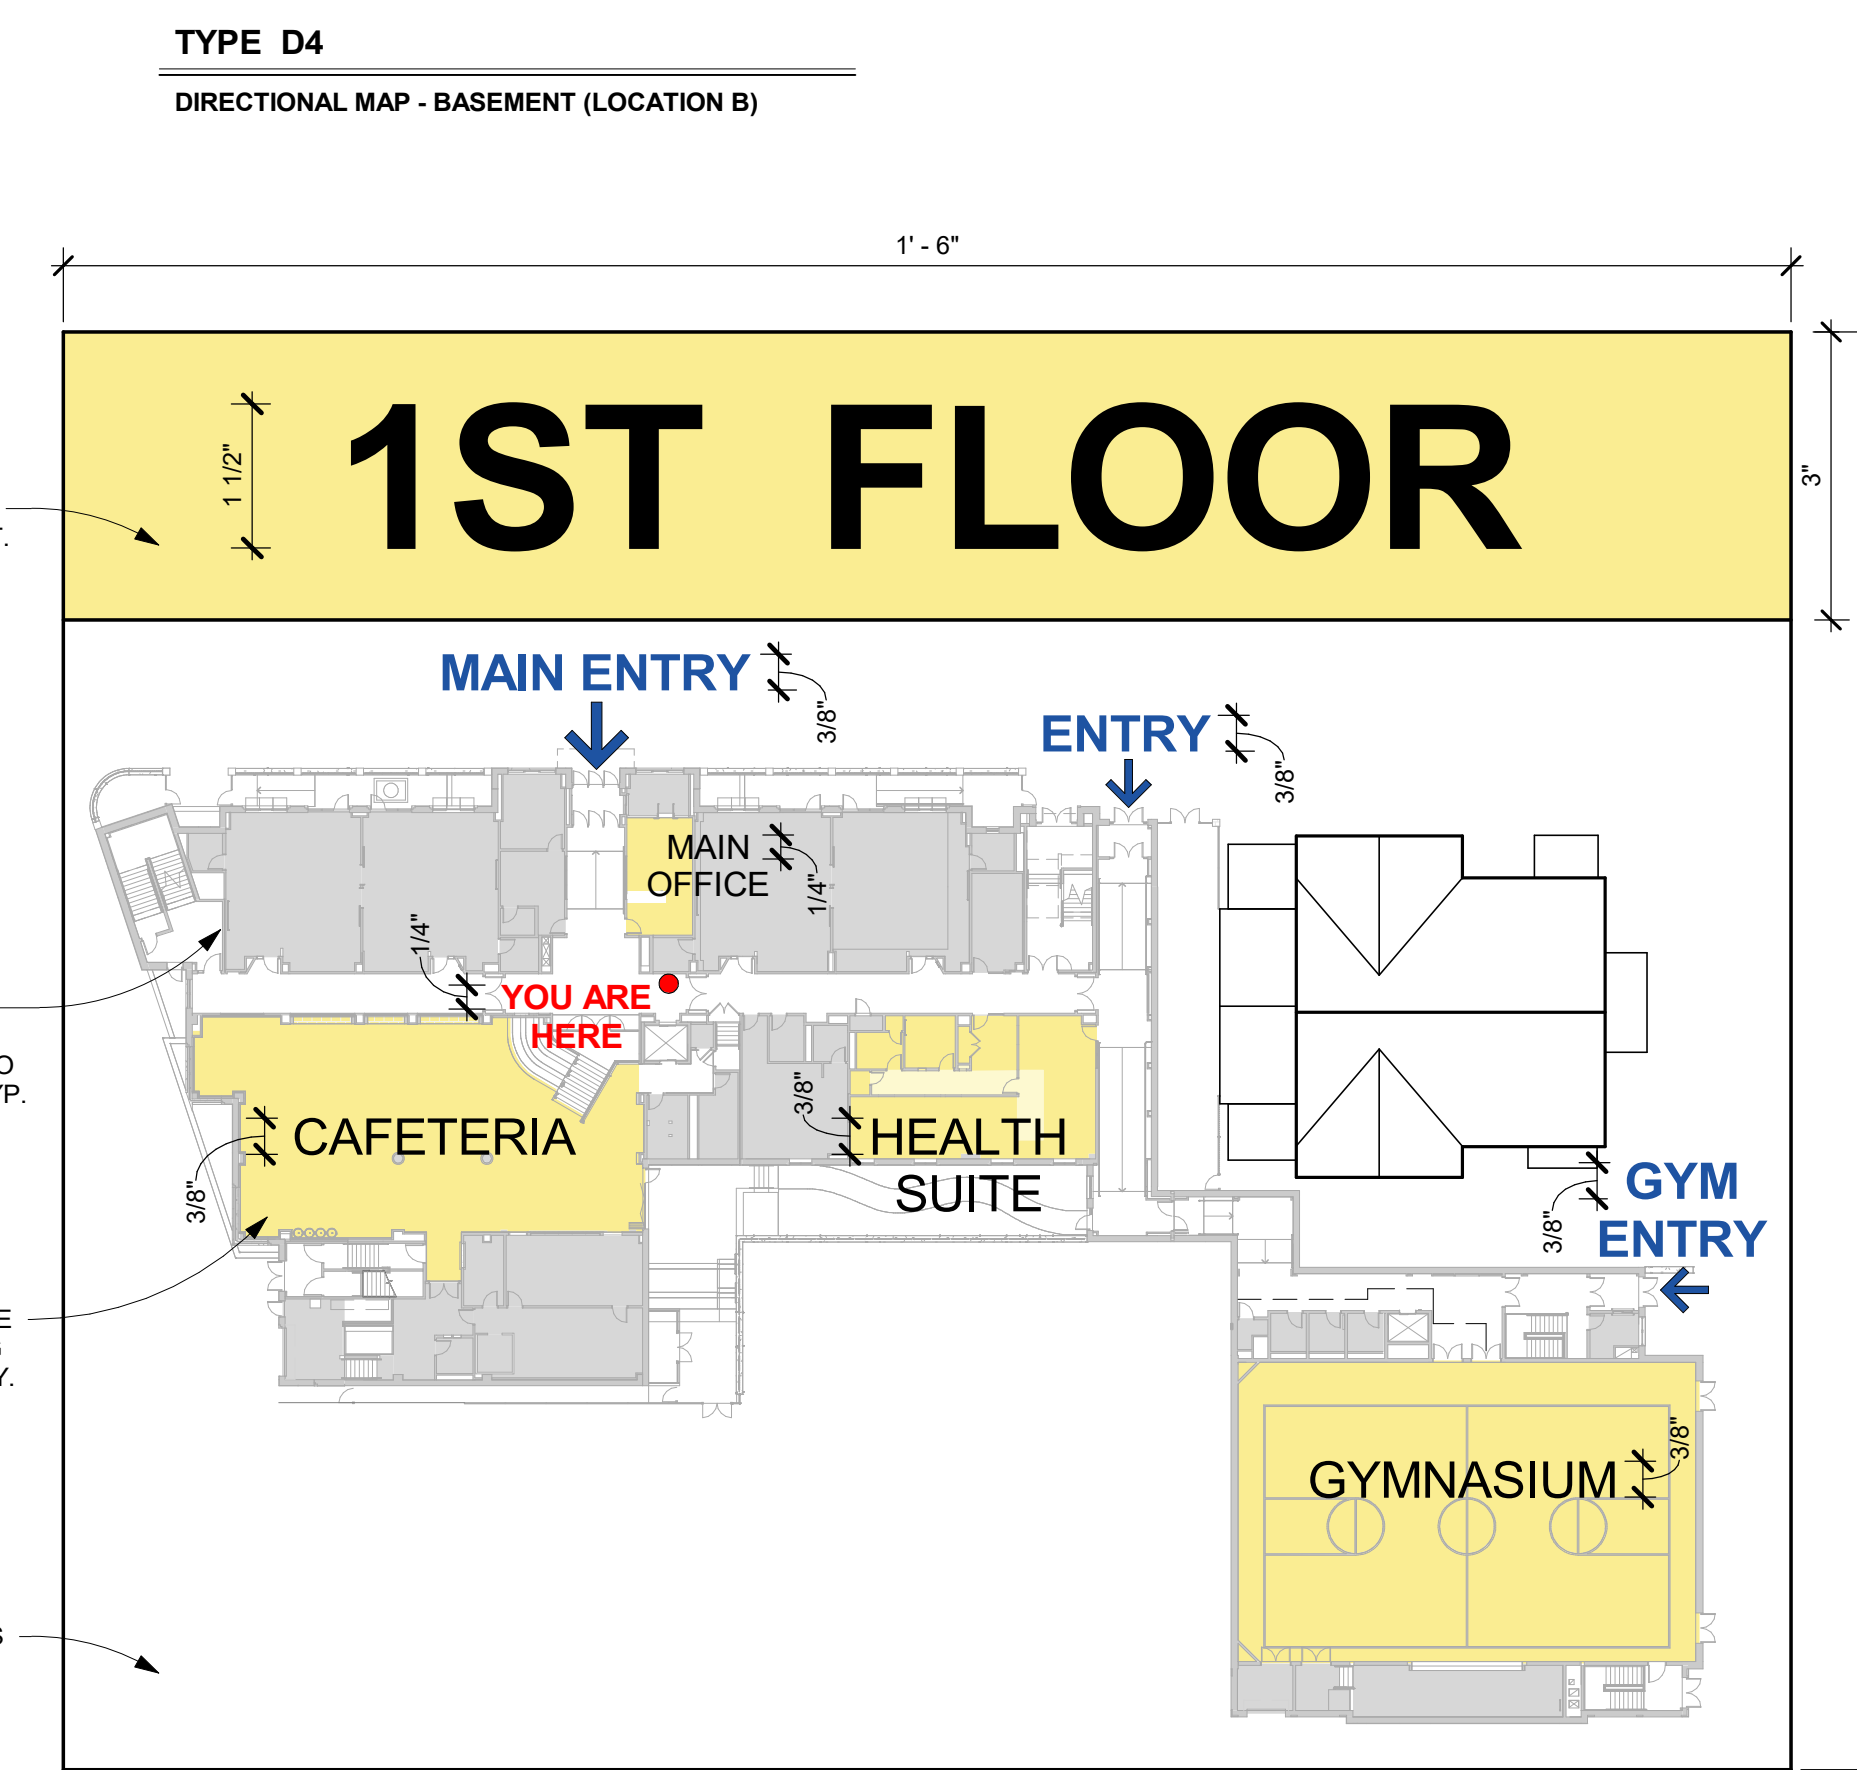 TYPE D4
DIRECTIONAL MAP - BASEMENT (LOCATION B)
1' - 6"
1ST FLOOR
1 1/2"
3"
T.
MAIN ENTRY
3/8"
ENTRY
3/8"
MAIN
OFFICE
1/4"
1/4"
YOU ARE
HERE
O
YP.
CAFETERIA
3/8"
3/8"
HEALTH
SUITE
GYM
ENTRY
3/8"
E
Y.
GYMNASIUM
3/8"
S